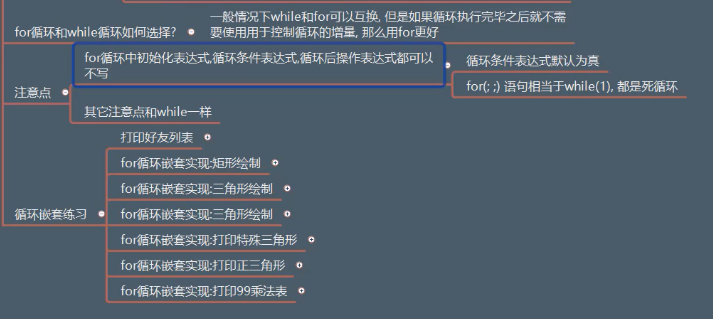 for循环和while循环如何选择?
一般情况下while和for可以互换, 但是如果循环执行完毕之后就不需
要使用用于控制循环的增量, 那么用for更好
注意点
for循环中初始化表达式,循环条件表达式,循环后操作表达式都可以
不写
循环条件表达式默认为真
for(; ;) 语句相当于while(1), 都是死循环
其它注意点和while一样
循环嵌套练习
打印好友列表
for循环嵌套实现:矩形绘制
for循环嵌套实现:三角形绘制
for循环嵌套实现:三角形绘制
for循环嵌套实现:打印特殊三角形
for循环嵌套实现:打印正三角形
for循环嵌套实现:打印99乘法表